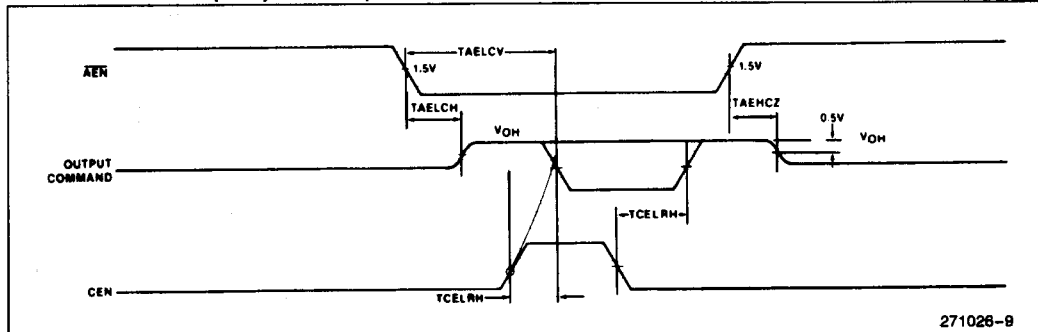 TAELCV
AEN
1.5V
1.5V
TAELCH
TAEHCZ
0.5V
VOH
VOH
OUTPUT
COMMAND
TCELRH
CEN
TCELRH
271026-9